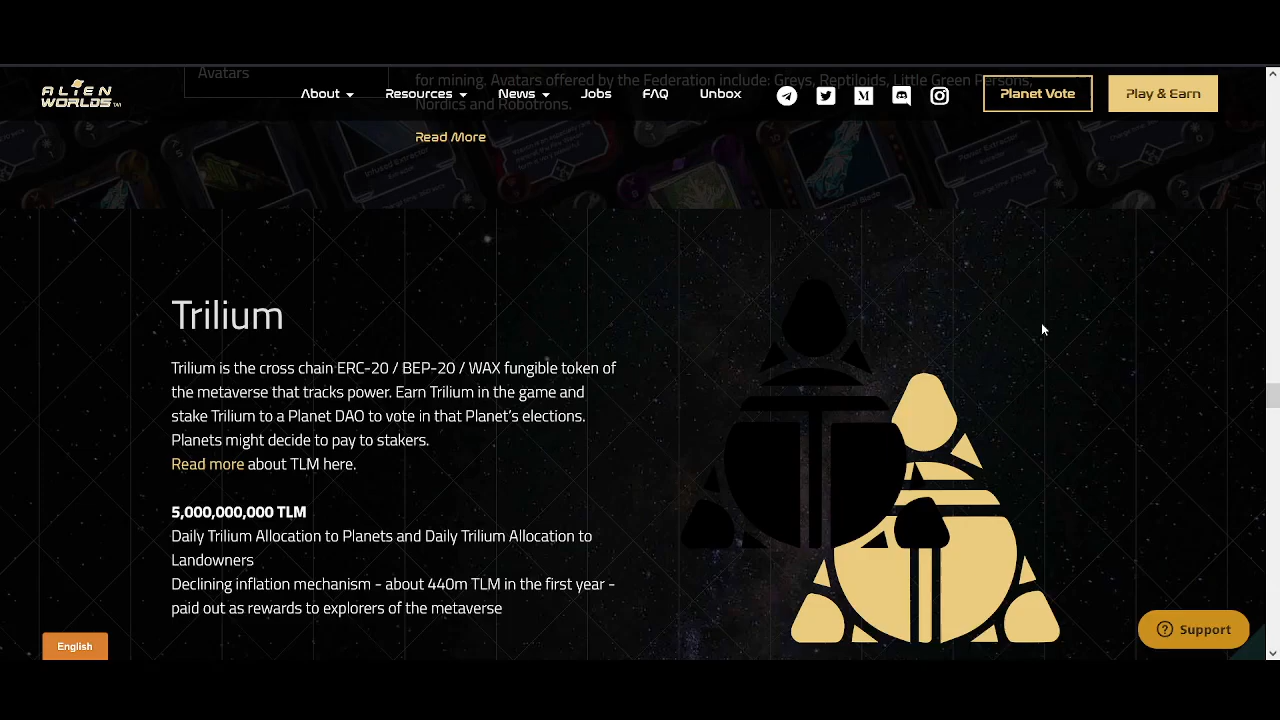 Avatars
for mining. Avatars offered by the Federation include: Greys, Reptiloids, Little Green Persons,
Nordics and Robotrons.
ALIEN
WORLDS TM
About
Resources
News
Jobs
FAQ
Unbox
Planet Vote
Play & Earn
Read More
Trilium
Trilium is the cross chain ERC-20 / BEP-20 / WAX fungible token of
the metaverse that tracks power. Earn Trilium in the game and
stake Trilium to a Planet DAO to vote in that Planet's elections.
Planets might decide to pay to stakers.
Read more about TLM here.
5,000,000,000 TLM
Daily Trilium Allocation to Planets and Daily Trilium Allocation to
Landowners
Declining inflation mechanism - about 440m TLM in the first year -
paid out as rewards to explorers of the metaverse
English
Support